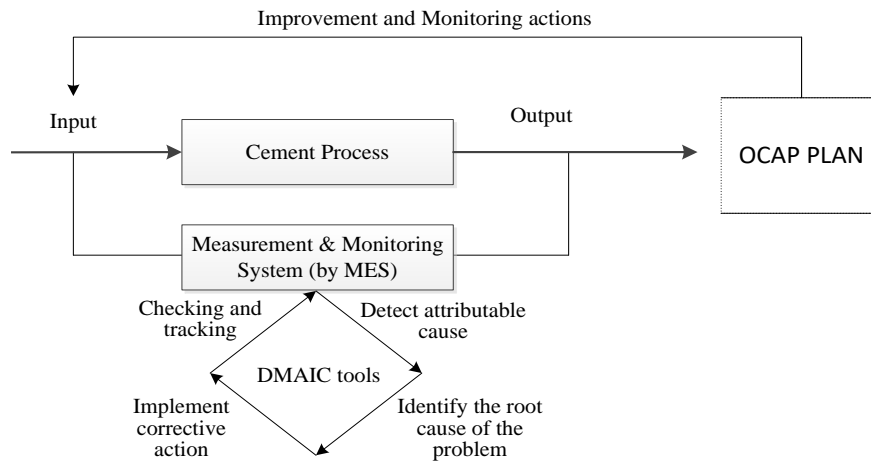 Improvement and Monitoring actions
Input
Output
Cement Process
OCAP PLAN
Measurement & Monitoring
System (by MES)
Checking and
tracking
Detect attributable
cause
DMAIC tools
Implement
corrective
action
Identify the root
cause of the
problem